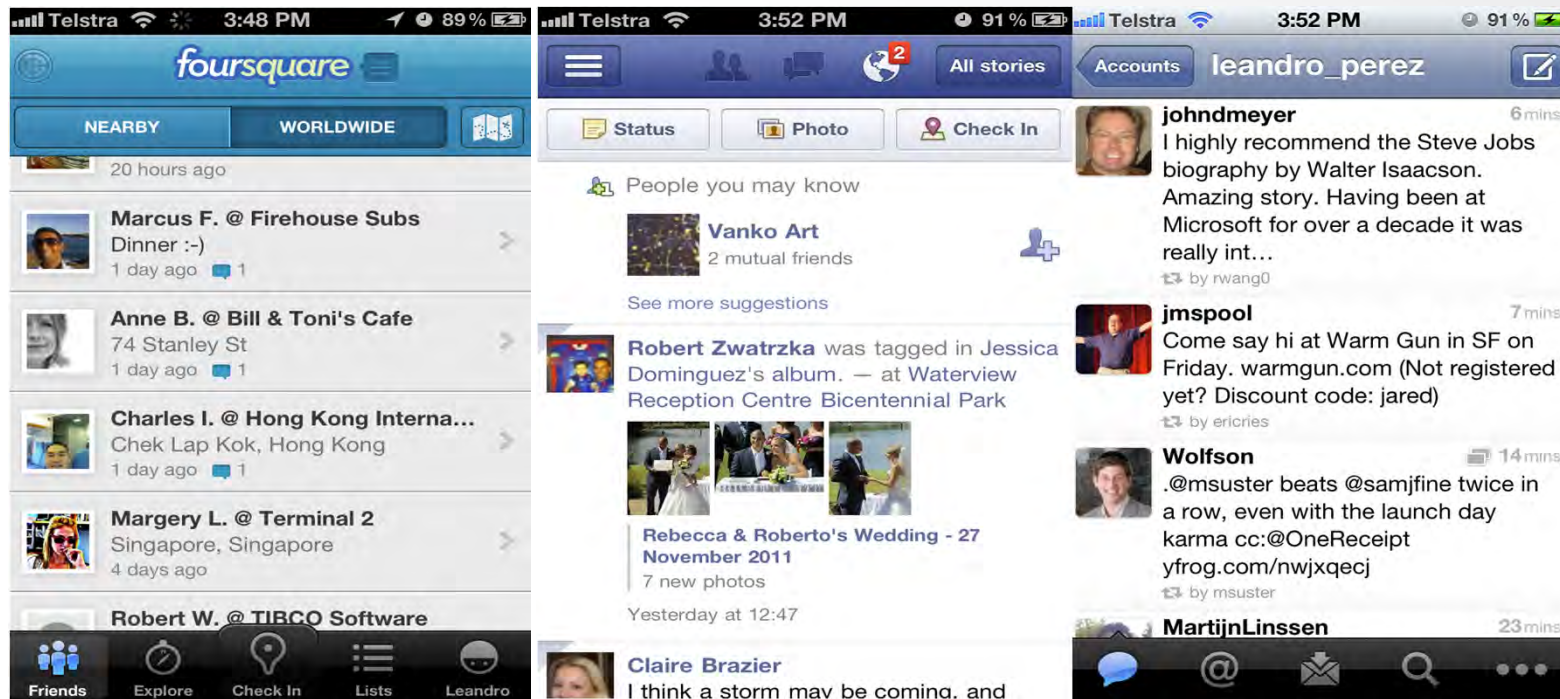 Telstra 3:48 PM 89%
foursquare
NEARBY WORLDWIDE
20 hours ago
Marcus F. @ Firehouse Subs
Dinner :-)
1 day ago 1
Anne B. @ Bill & Toni's Cafe
74 Stanley St
1 day ago 1
Charles I. @ Hong Kong Interna...
Chek Lap Kok, Hong Kong
1 day ago 1
Margery L. @ Terminal 2
Singapore, Singapore
4 days ago
Robert W. @ TIBCO Software
Friends Explore Check In Lists Leandro
Telstra 3:52 PM 91%
2 All stories
Status Photo Check In
People you may know
Vanko Art
2 mutual friends
See more suggestions
Robert Zwatrzka was tagged in Jessica
Dominguez's album. — at Waterview
Reception Centre Bicentennial Park
Rebecca & Roberto's Wedding - 27
November 2011
7 new photos
Yesterday at 12:47
Claire Brazier
I think a storm may be coming. and
Telstra 3:52 PM 91%
Accounts leandro_perez
johndmeyer 6 mins
I highly recommend the Steve Jobs
biography by Walter Isaacson.
Amazing story. Having been at
Microsoft for over a decade it was
really int...
by rwang0
jmspool 7 mins
Come say hi at Warm Gun in SF on
Friday. warmgun.com (Not registered
yet? Discount code: jared)
by ericries
Wolfson 14 mins
.@msuster beats @samjfine twice in
a row, even with the launch day
karma cc:@OneReceipt
yfrog.com/nwjxqecj
by msuster
MartijnLinssen 23 mins
@